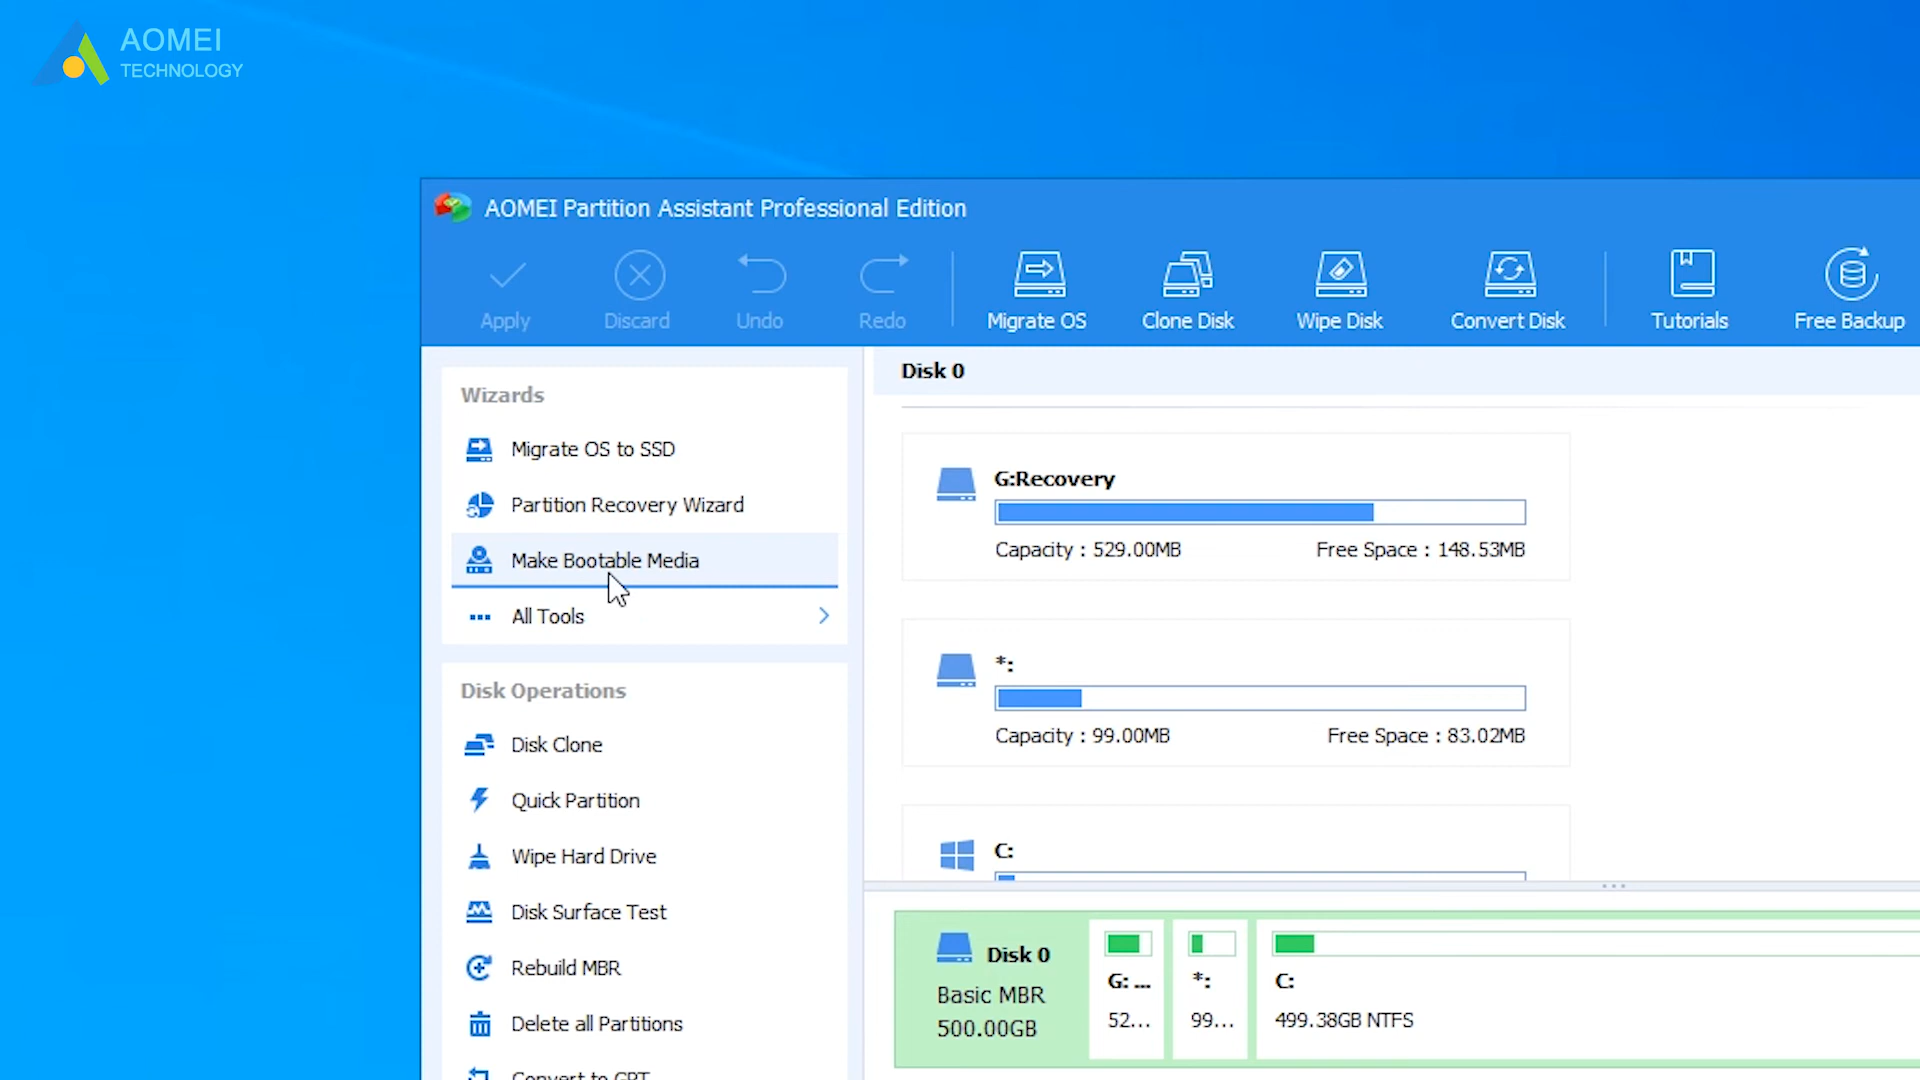 AOMEI
TECHNOLOGY
AOMEI Partition Assistant Professional Edition
Apply
Discard
Undo
Redo
Migrate OS
Clone Disk
Wipe Disk
Convert Disk
Tutorials
Free Backup
Wizards
Migrate OS to SSD
Partition Recovery Wizard
Make Bootable Media
All Tools
Disk Operations
Disk Clone
Quick Partition
Wipe Hard Drive
Disk Surface Test
Rebuild MBR
Delete all Partitions
Convert to GPT
Disk 0
G:Recovery
Capacity : 529.00MB Free Space : 148.53MB
*:
Capacity : 99.00MB Free Space : 83.02MB
C:
Disk 0
Basic MBR
500.00GB
G: ...
52...
*:
99...
C:
499.38GB NTFS